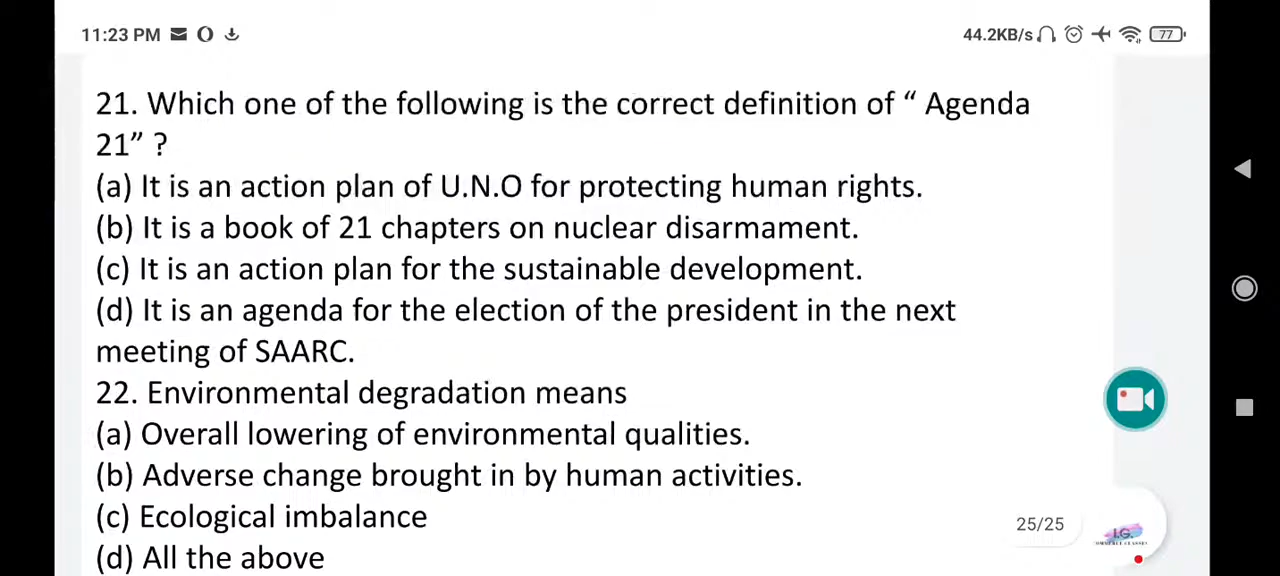 11:23 PM
44.2KB/s
77
21. Which one of the following is the correct definition of “ Agenda
21” ?
(a) It is an action plan of U.N.O for protecting human rights.
(b) It is a book of 21 chapters on nuclear disarmament.
(c) It is an action plan for the sustainable development.
(d) It is an agenda for the election of the president in the next
meeting of SAARC.
22. Environmental degradation means
(a) Overall lowering of environmental qualities.
(b) Adverse change brought in by human activities.
(c) Ecological imbalance
(d) All the above
25/25
I.G.